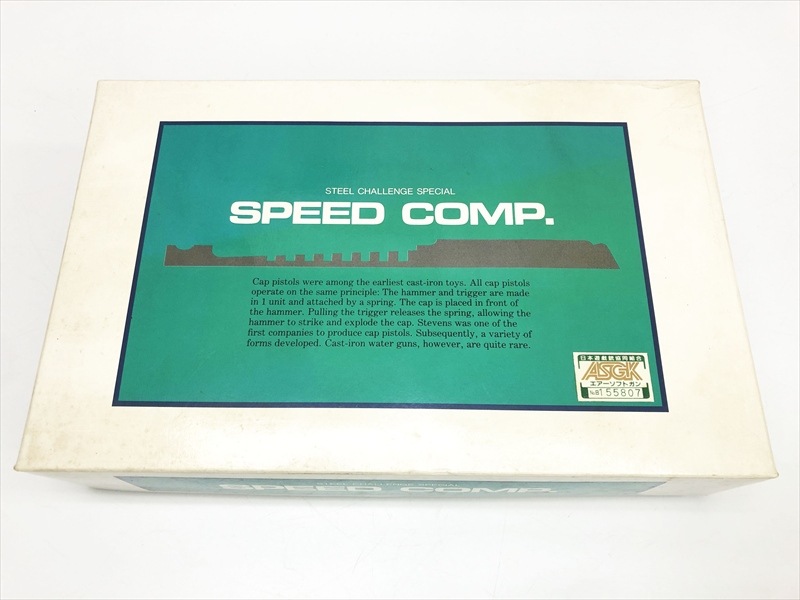 STEEL CHALLENGE SPECIAL
SPEED COMP.
Cap pistols were among the earliest cast-iron toys. All cap pistols
operate on the same principle: The hammer and trigger are made
in 1 unit and attached by a spring. The cap is placed in front of
the hammer. Pulling the trigger releases the spring, allowing the
hammer to strike and explode the cap. Stevens was one of the
first companies to produce cap pistols. Subsequently, a variety of
forms developed. Cast-iron water guns, however, are quite rare.
日本遊戯銃協同組合
ASGK
エアーソフトガン
No.B155807
STEEL CHALLENGE SPECIAL
SPEED COMP.